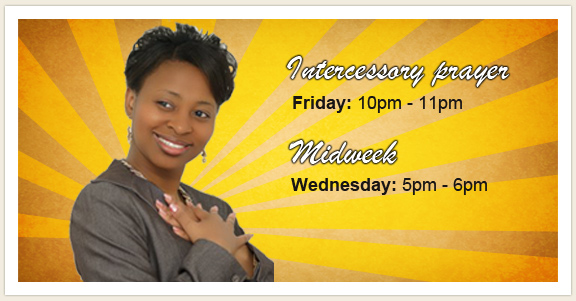 Intercessory prayer
Friday: 10pm - 11pm
Midweek
Wednesday: 5pm - 6pm